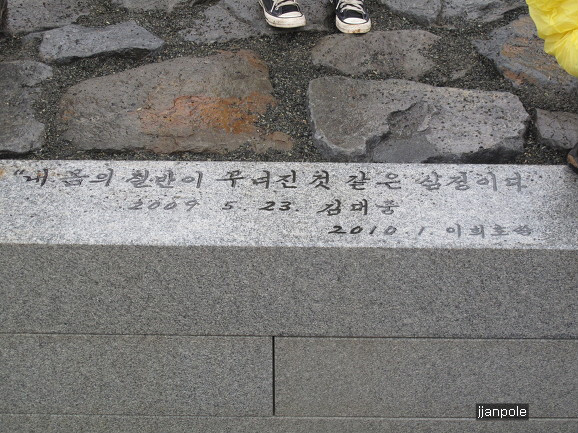 "내 몸의 절반이 무너진 것 같은 심정이다
2009 5. 23. 김대중
2010. 1. 이희호
jjanpole